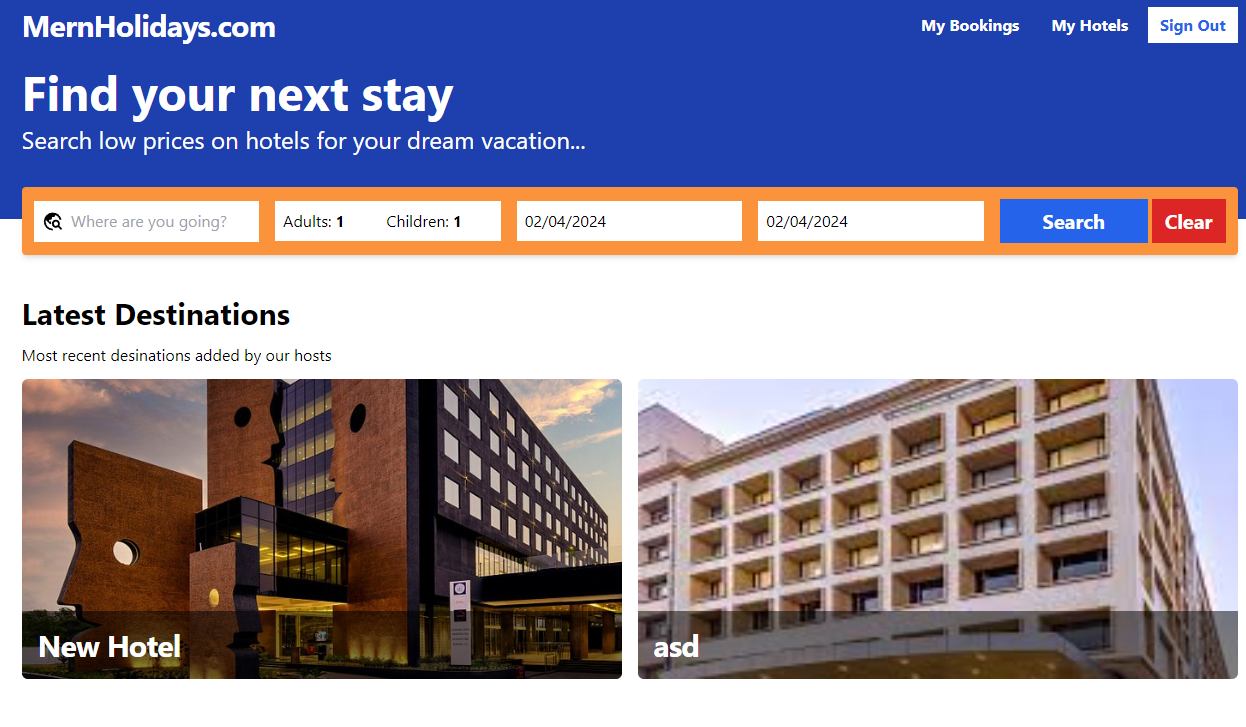 MernHolidays.com
My Bookings
My Hotels
Sign Out
Find your next stay
Search low prices on hotels for your dream vacation...
Where are you going?
Adults: 1
Children: 1
02/04/2024
02/04/2024
Search
Clear
Latest Destinations
Most recent desinations added by our hosts
New Hotel
asd